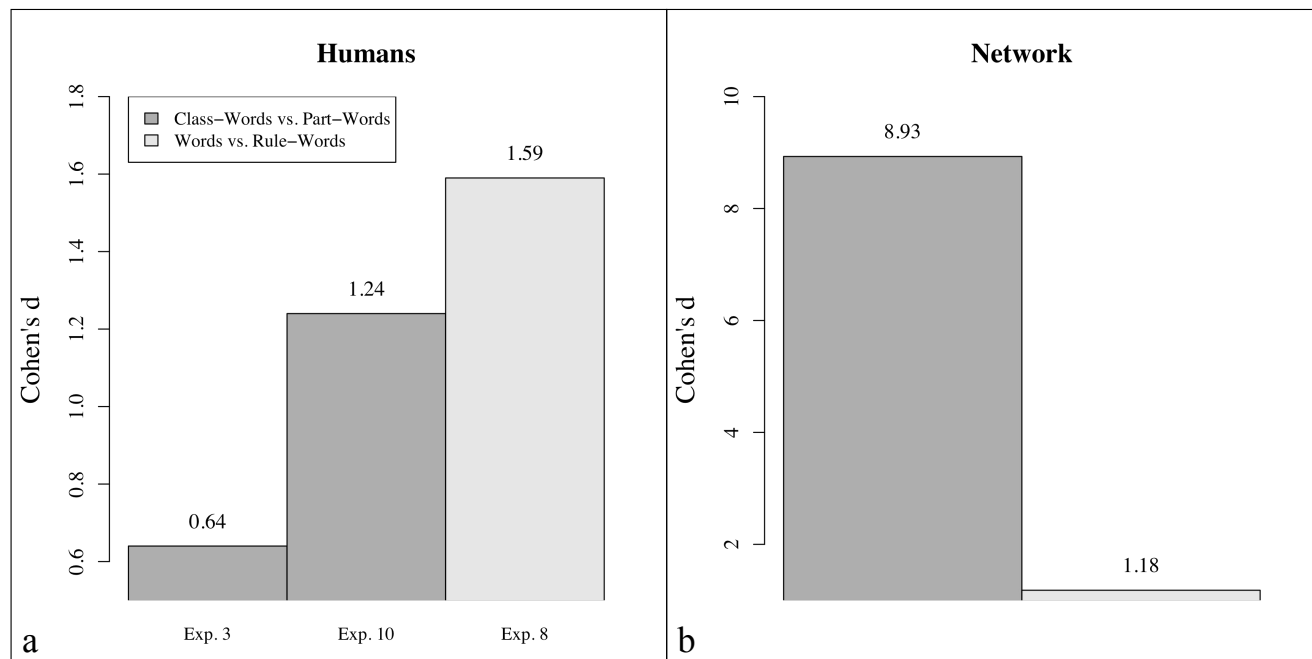 Humans
Cohen's d
1.8
1.6
1.4
1.2
1.0
0.8
0.6
Class−Words vs. Part−Words
Words vs. Rule−Words
0.64
1.24
1.59
Exp. 3
Exp. 10
Exp. 8
a
Network
Cohen's d
10
8
6
4
2
8.93
1.18
b